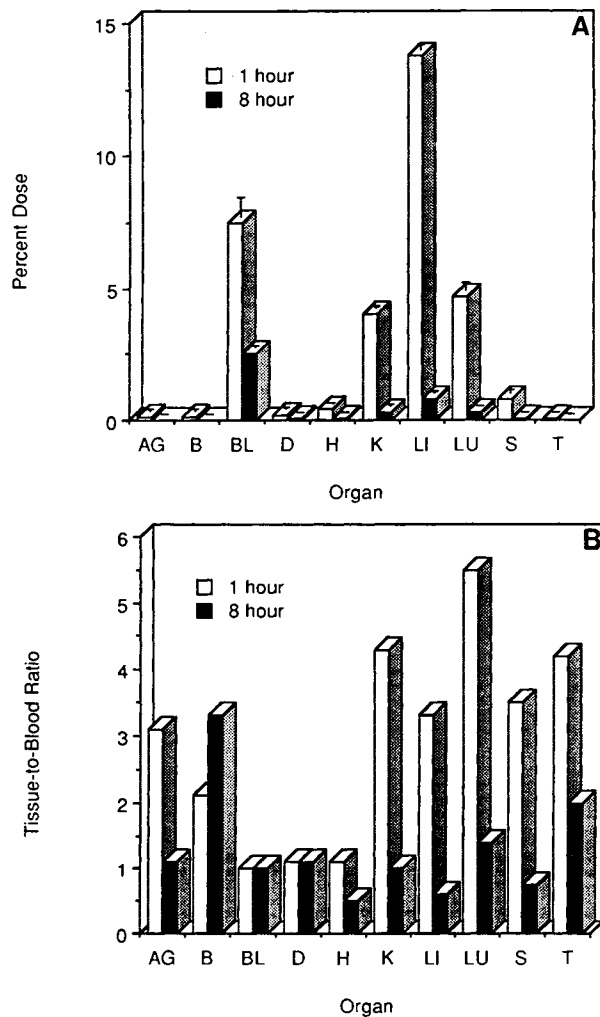 A
15
10
5
0
Percent Dose
1 hour
8 hour
AG B BL D H K LI LU S T
Organ
B
6
5
4
3
2
1
0
Tissue-to-Blood Ratio
1 hour
8 hour
AG B BL D H K LI LU S T
Organ